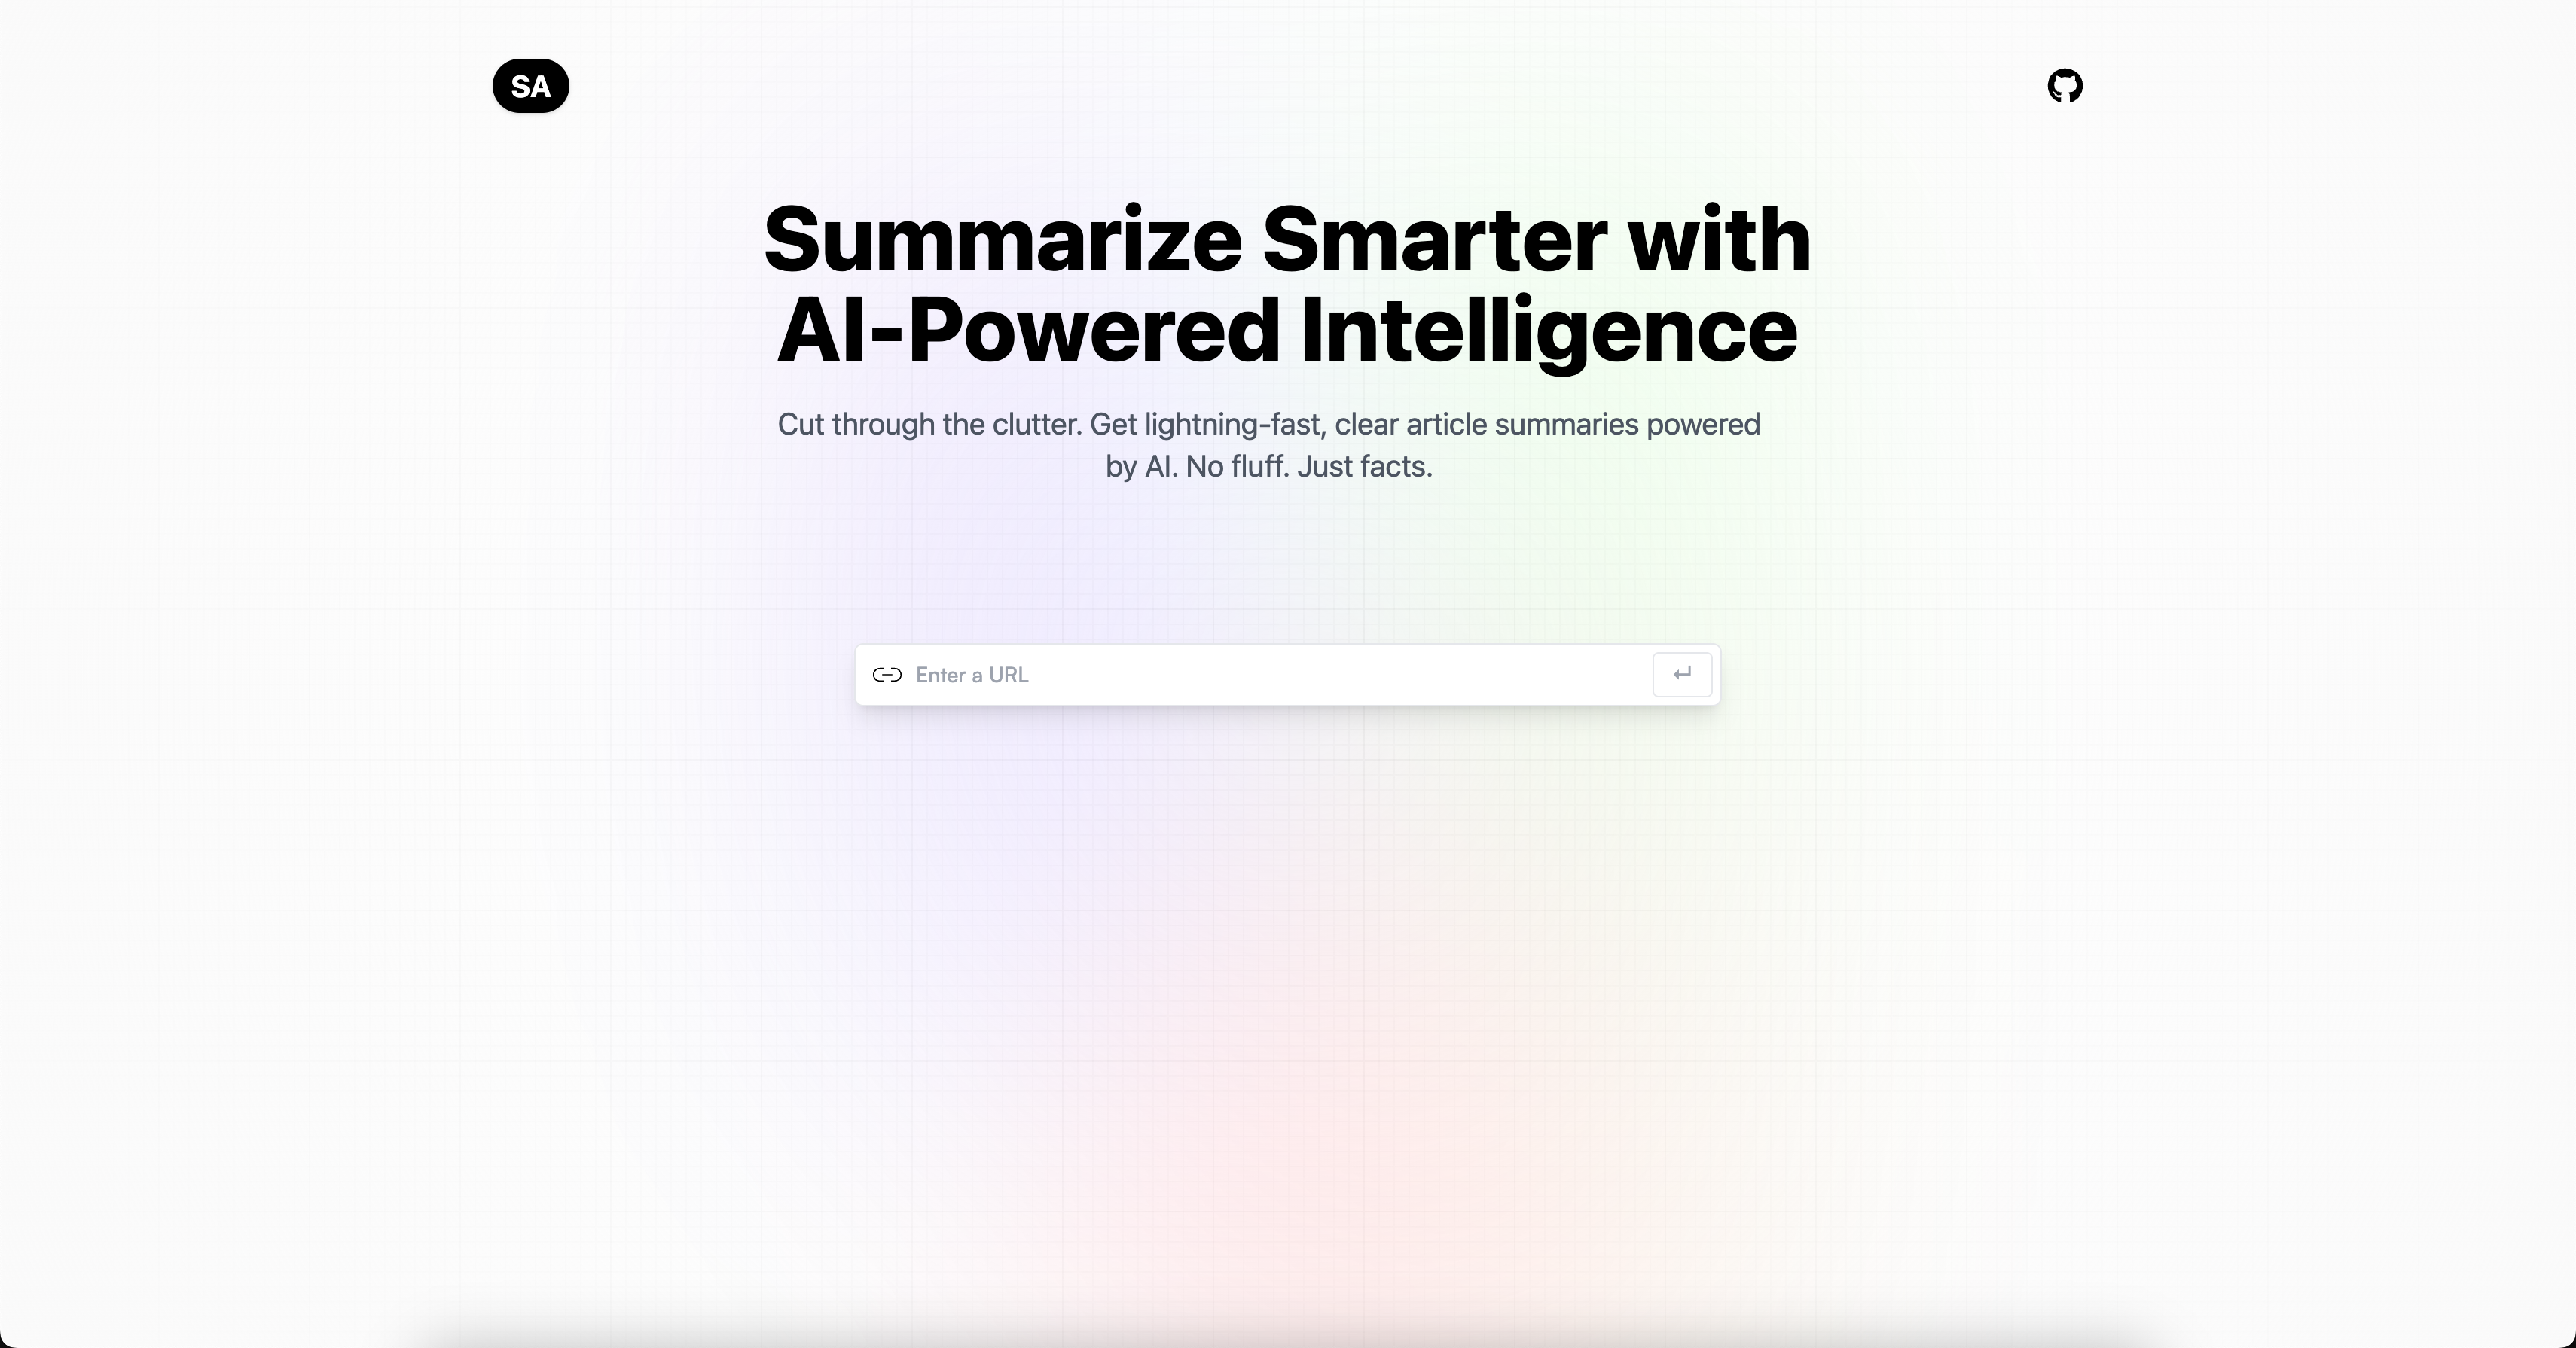 SA
Summarize Smarter with
AI-Powered Intelligence
Cut through the clutter. Get lightning-fast, clear article summaries powered
by AI. No fluff. Just facts.
Enter a URL